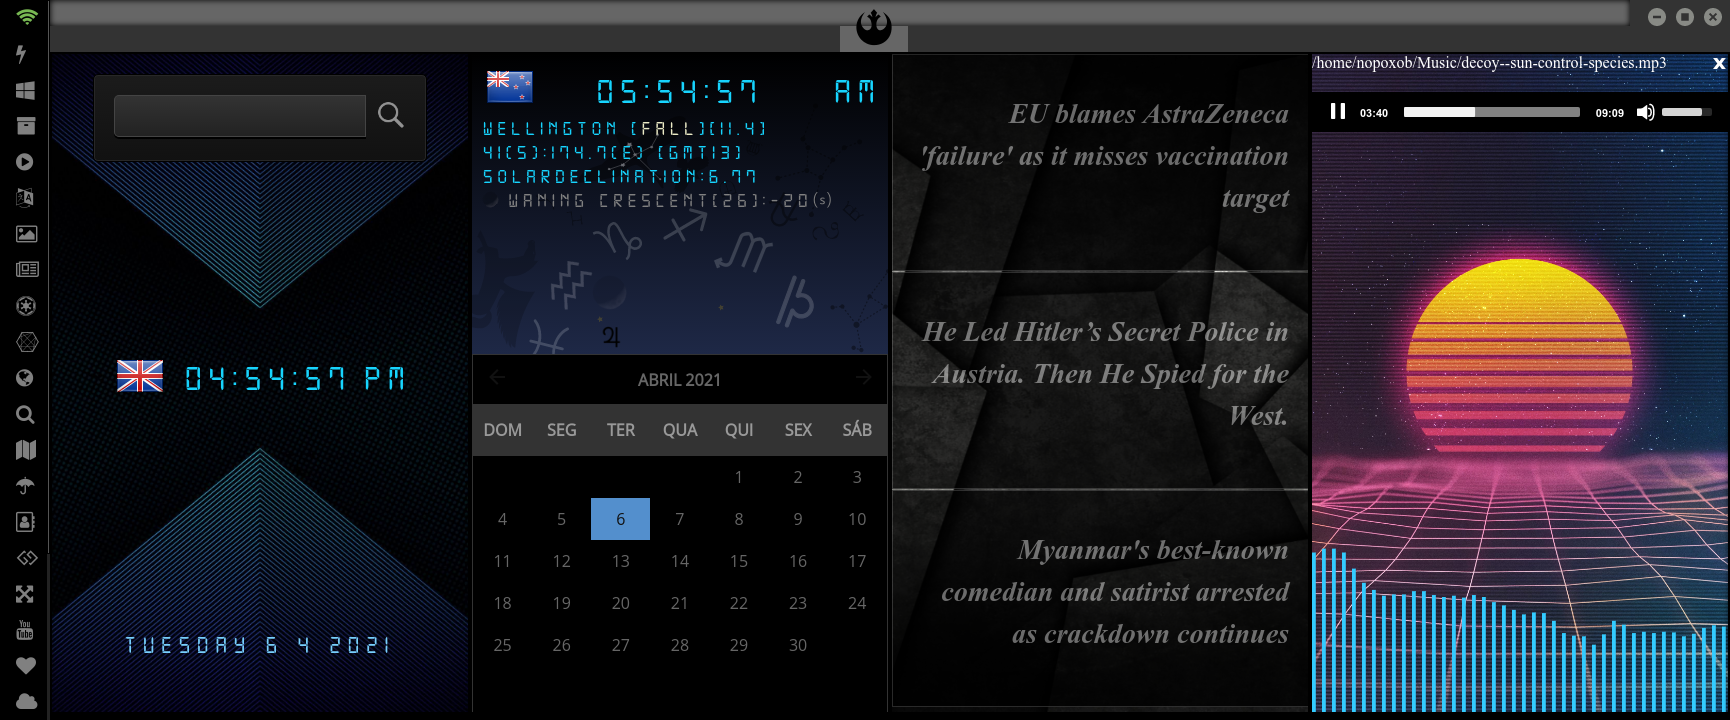 04:54:57 PM
TUESDAY 6 4 2021
05:54:57 AM
WELLINGTON [FALL][11.4]
41(S):174.7(E) [GMT13]
SOLARDECLINATION:6.77
WANING CRESCENT[26]:-20(s)
ABRIL 2021
DOM SEG TER QUA QUI SEX SÁB
1 2 3
4 5 6 7 8 9 10
11 12 13 14 15 16 17
18 19 20 21 22 23 24
25 26 27 28 29 30
EU blames AstraZeneca
'failure' as it misses vaccination
target
He Led Hitler’s Secret Police in
Austria. Then He Spied for the
West.
Myanmar's best-known
comedian and satirist arrested
as crackdown continues
/home/nopoxob/Music/decoy--sun-control-species.mp3 x
03:40 09:09
You
Tube